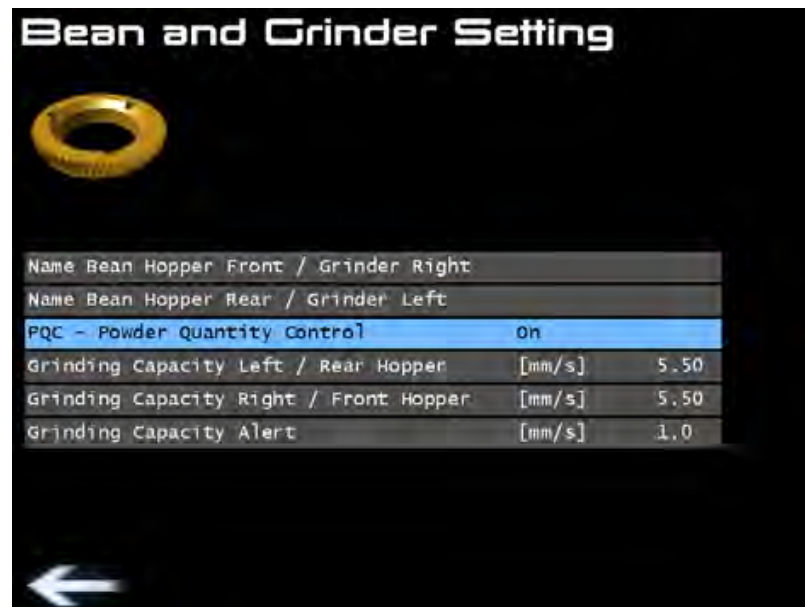 Bean and Grinder Setting
Name Bean Hopper Front / Grinder Right
Name Bean Hopper Rear / Grinder Left
PQC - Powder Quantity Control On
Grinding Capacity Left / Rear Hopper [mm/s] 5.50
Grinding Capacity Right / Front Hopper [mm/s] 5.50
Grinding Capacity Alert [mm/s] 1.0